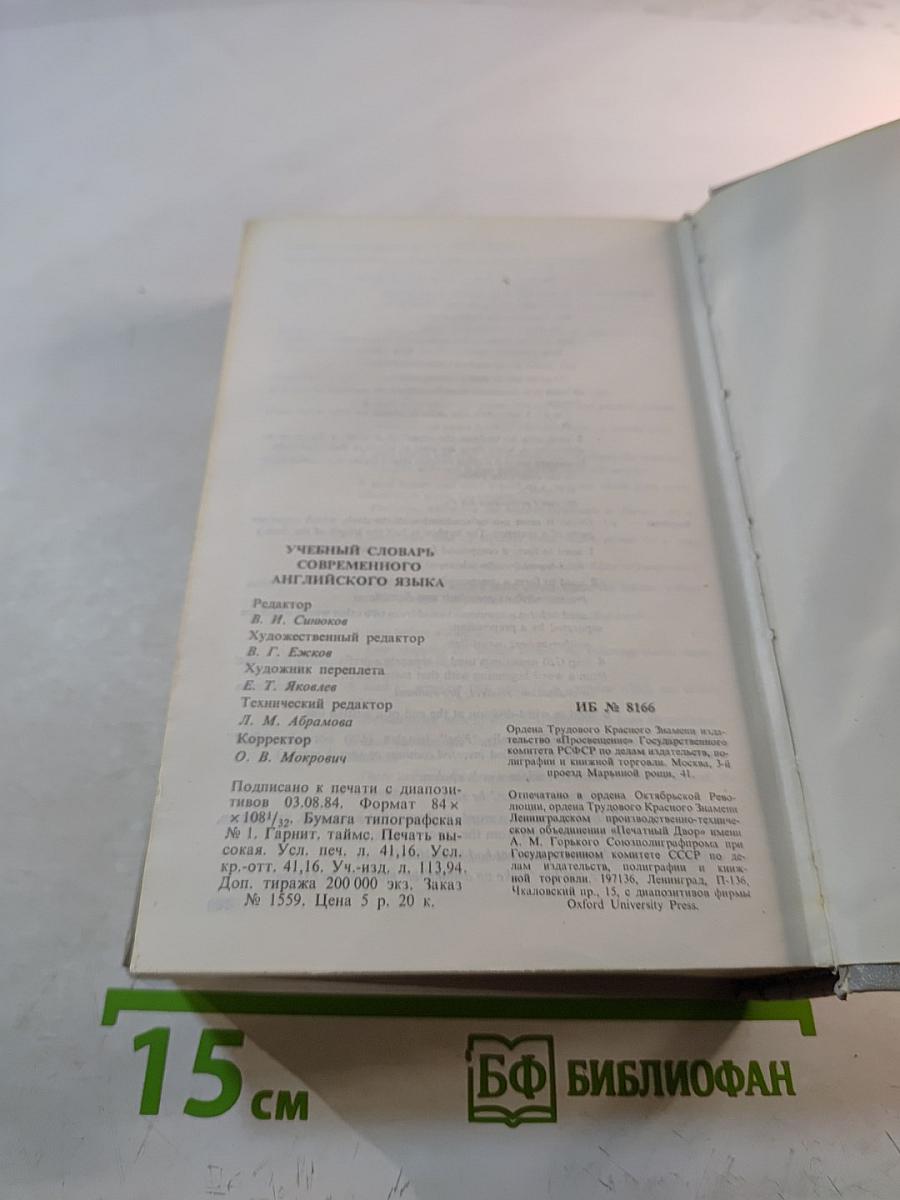 УЧЕБНЫЙ СЛОВАРЬ
СОВРЕМЕННОГО
АНГЛИЙСКОГО ЯЗЫКА
Редактор
В. И. Синюков
Художественный редактор
В. Г. Ежков
Художник переплета
Е. Т. Яковлев
Технический редактор
Л. М. Абрамова
Корректор
О. В. Мокрович
Подписано к печати с диапози-
тивов 03.08.84. Формат 84×
×108¹/₃₂. Бумага типографская
№ 1. Гарнит. таймс. Печать вы-
сокая. Усл. печ. л. 41,16. Усл.
кр.-отт. 41,16. Уч.-изд. л. 113,94.
Доп. тиража 200 000 экз. Заказ
№ 1559. Цена 5 р. 20 к.
ИБ № 8166
Ордена Трудового Красного Знамени изда-
тельство «Просвещение» Государственного
комитета РСФСР по делам издательств, по-
лиграфии и книжной торговли. Москва, 3-й
проезд Марьиной рощи, 41.
Отпечатано в ордена Октябрьской Рево-
люции, ордена Трудового Красного Знамени
Ленинградском производственно-техниче-
ском объединении «Печатный Двор» имени
А. М. Горького Союзполиграфпрома при
Государственном комитете СССР по де-
лам издательств, полиграфии и книж-
ной торговли. 197136, Ленинград, П-136,
Чкаловский пр., 15, с диапозитивов фирмы
Oxford University Press.
15 см
БФ БИБЛИОФАН